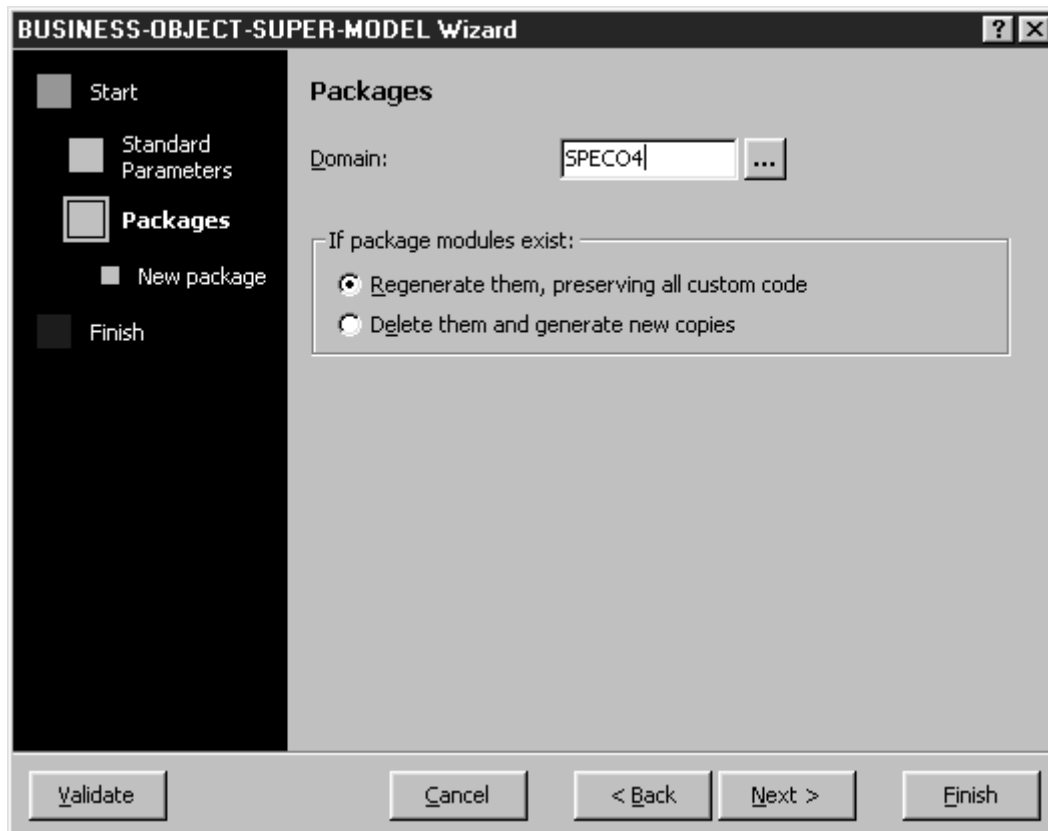 BUSINESS-OBJECT-SUPER-MODEL Wizard
Start
Standard
Parameters
Packages
New package
Finish
Packages
Domain:
SPECO4
...
If package modules exist:
Regenerate them, preserving all custom code
Delete them and generate new copies
Validate
Cancel
< Back
Next >
Finish